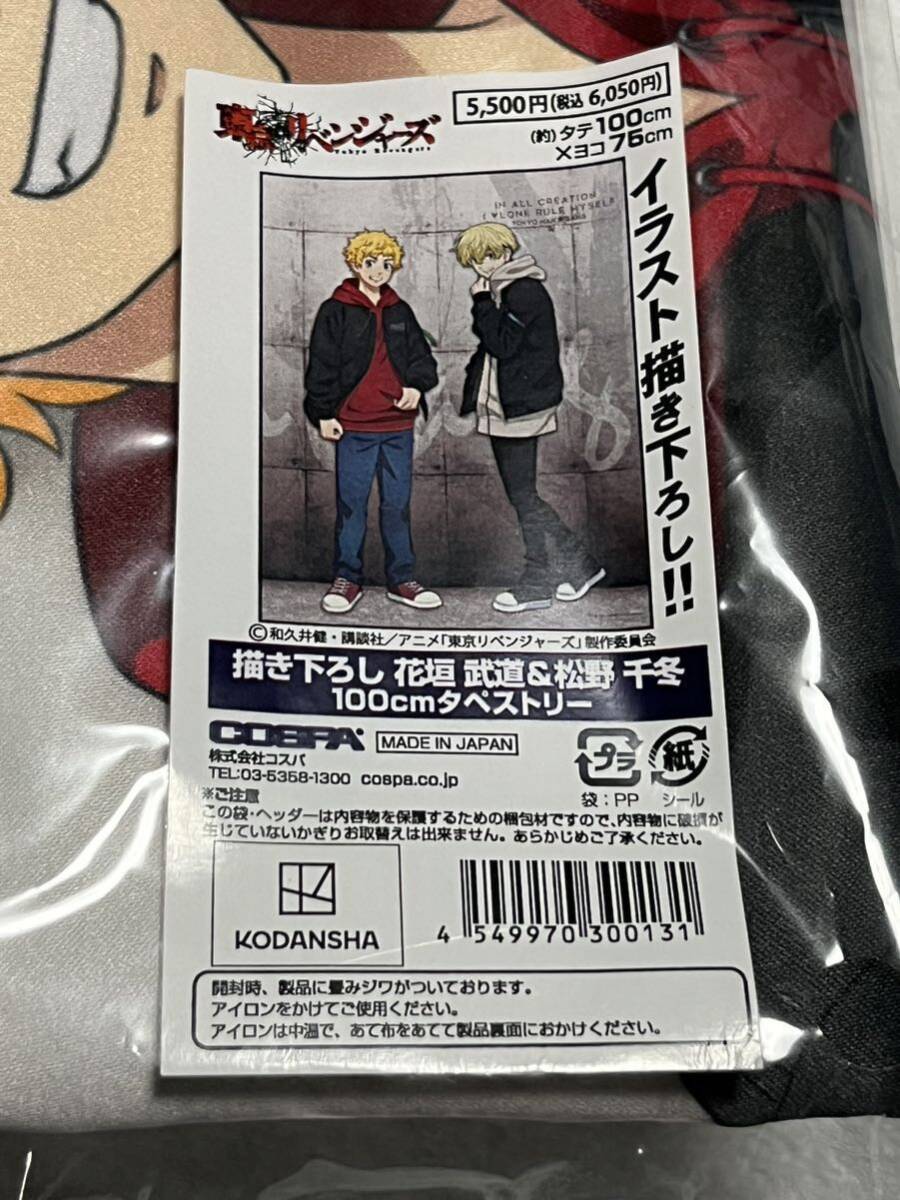 5,500円(税込 6,050円)
東京リベンジャーズ
Tokyo Revengers
(約)タテ100cm
×ヨコ75cm
イラスト描き下ろし!!
IN ALL CREATION
I ALONE RULE MYSELF
©和久井健・講談社／アニメ「東京リベンジャーズ」製作委員会
描き下ろし 花垣 武道&松野 千冬
100cmタペストリー
COSPA
MADE IN JAPAN
株式会社コスパ
TEL:03-5358-1300 cospa.co.jp
プラ
紙
袋:PP シール
※ご注意
この袋・ヘッダーは内容物を保護するための梱包材ですので、内容物に破損が
生じていないかぎりお取替えは出来ません。あらかじめご了承ください。
KODANSHA
4 549970 300131
開封時、製品に畳みジワがついております。
アイロンをかけてご使用ください。
アイロンは中温で、あて布をあてて製品裏面におかけください。